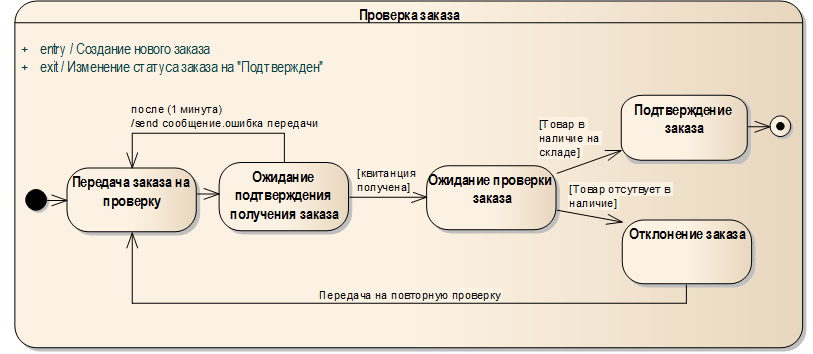 Проверка заказа
+ entry / Создание нового заказа
+ exit / Изменение статуса заказа на "Подтвержден"
после (1 минута)
/send сообщение.ошибка передачи
Передача заказа на
проверку
Ожидание
подтверждения
получения заказа
[квитанция
получена]
Ожидание проверки
заказа
[Товар в
наличие на
складе]
Подтверждение
заказа
[Товар отсутвует в
наличие]
Отклонение заказа
Передача на повторную проверку